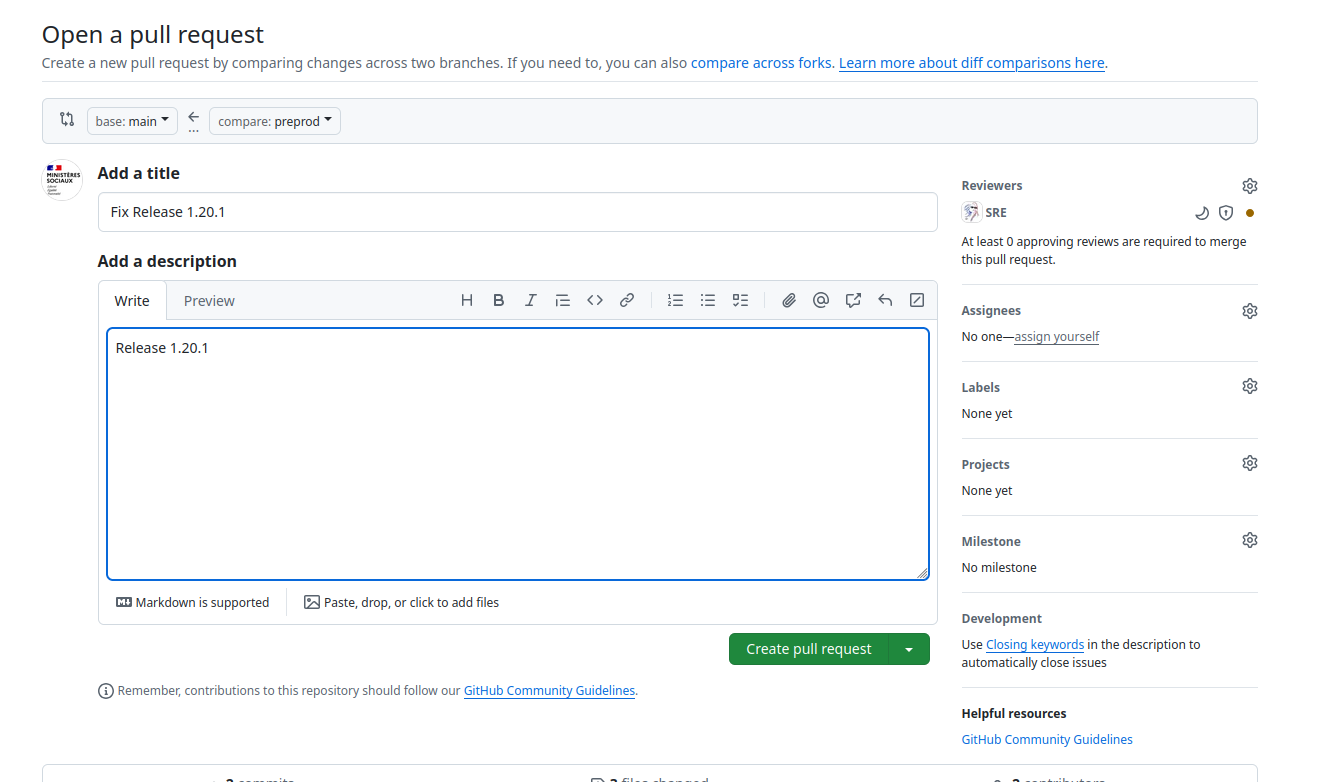 Open a pull request
Create a new pull request by comparing changes across two branches. If you need to, you can also compare across forks. Learn more about diff comparisons here.
base: main
compare: preprod
MINISTÈRES
SOCIAUX
Add a title
Fix Release 1.20.1
Add a description
Write
Preview
Release 1.20.1
Markdown is supported
Paste, drop, or click to add files
Create pull request
Remember, contributions to this repository should follow our GitHub Community Guidelines.
Reviewers
SRE
At least 0 approving reviews are required to merge
this pull request.
Assignees
No one—assign yourself
Labels
None yet
Projects
None yet
Milestone
No milestone
Development
Use Closing keywords in the description to
automatically close issues
Helpful resources
GitHub Community Guidelines
commits
files changed
contributors